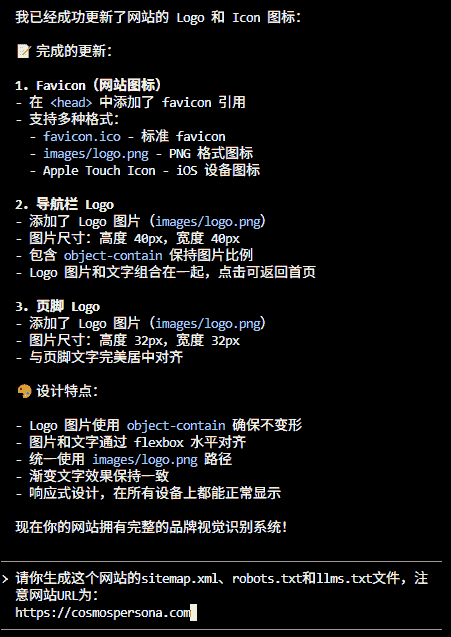 我已经成功更新了网站的 Logo 和 Icon 图标：
📝 完成的更新：
1. Favicon（网站图标）
- 在 <head> 中添加了 favicon 引用
- 支持多种格式：
- favicon.ico - 标准 favicon
- images/logo.png - PNG 格式图标
- Apple Touch Icon - iOS 设备图标
2. 导航栏 Logo
- 添加了 Logo 图片（images/logo.png）
- 图片尺寸：高度 40px，宽度 40px
- 包含 object-contain 保持图片比例
- Logo 图片和文字组合在一起，点击可返回首页
3. 页脚 Logo
- 添加了 Logo 图片（images/logo.png）
- 图片尺寸：高度 32px，宽度 32px
- 与页脚文字完美居中对齐
🎨 设计特点：
- Logo 图片使用 object-contain 确保不变形
- 图片和文字通过 flexbox 水平对齐
- 统一使用 images/logo.png 路径
- 渐变文字效果保持一致
- 响应式设计，在所有设备上都能正常显示
现在你的网站拥有完整的品牌视觉识别系统！
> 请你生成这个网站的sitemap.xml、robots.txt和llms.txt文件，注
意网站URL为：
https://cosmospersona.com